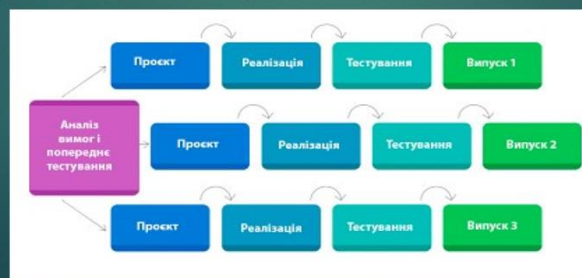 Проєкт
Реалізація
Тестування
Випуск 1
Аналіз
вимог і
попереднє
тестування
Проєкт
Реалізація
Тестування
Випуск 2
Проєкт
Реалізація
Тестування
Випуск 3